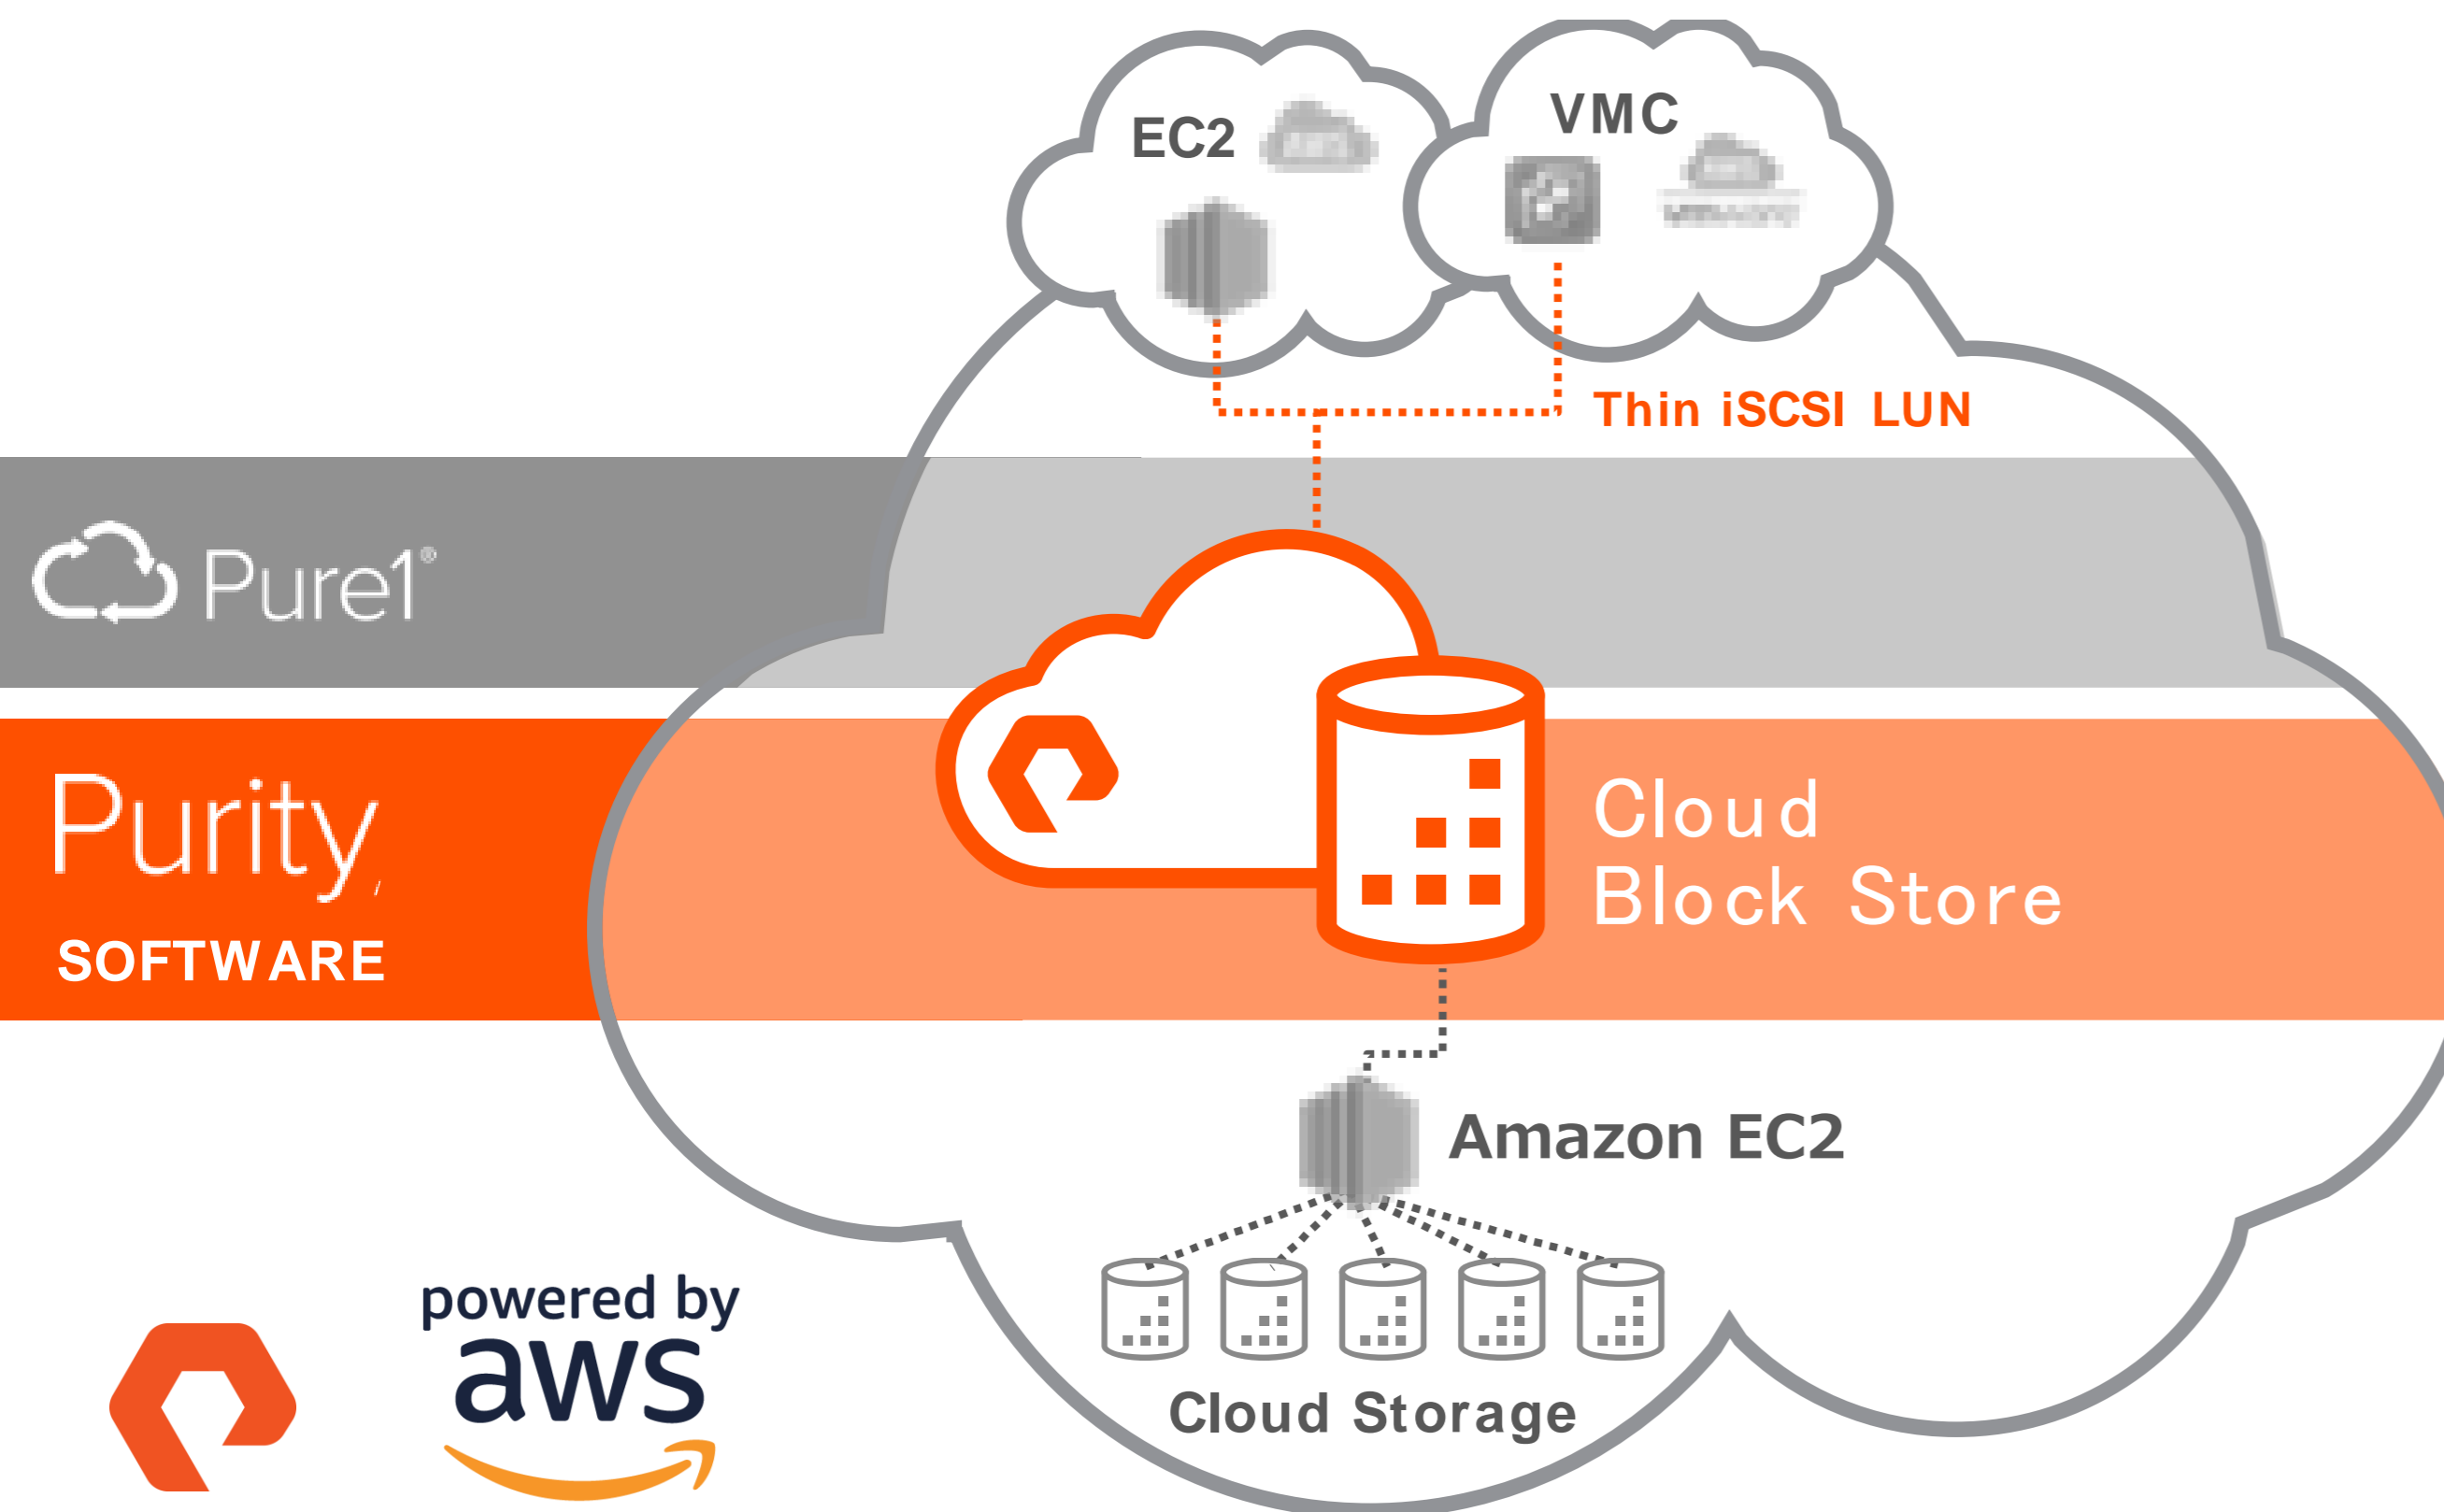 EC2
VMC
Thin iSCSI LUN
Pure1®
Purity
SOFTWARE
Cloud
Block Store
Amazon EC2
Cloud Storage
powered by
aws